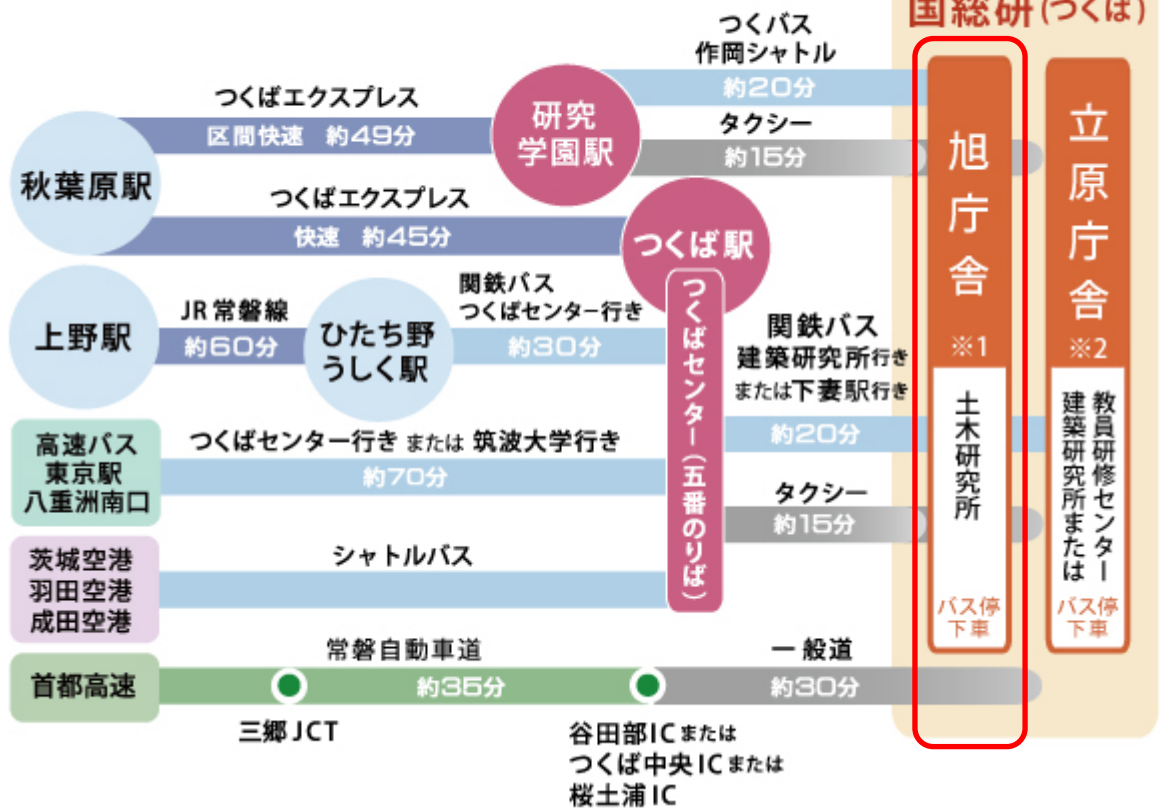 国総研(つくば)
つくバス
作岡シャトル
約20分
つくばエクスプレス
区間快速 約49分
研究
学園駅
タクシー
約15分
秋葉原駅
つくばエクスプレス
快速 約45分
つくば駅
上野駅
JR常磐線
約60分
ひたち野
うしく駅
関鉄バス
つくばセンター行き
約30分
つくばセンター(五番のりば)
関鉄バス
建築研究所行き
または下妻駅行き
約20分
高速バス
東京駅
八重洲南口
つくばセンター行き または 筑波大学行き
約70分
タクシー
約15分
茨城空港
羽田空港
成田空港
シャトルバス
首都高速
常磐自動車道
約35分
一般道
約30分
三郷JCT
谷田部ICまたは
つくば中央ICまたは
桜土浦IC
旭庁舎
※1
土木研究所
バス停
下車
立原庁舎
※2
教員研修センター
建築研究所または
バス停
下車